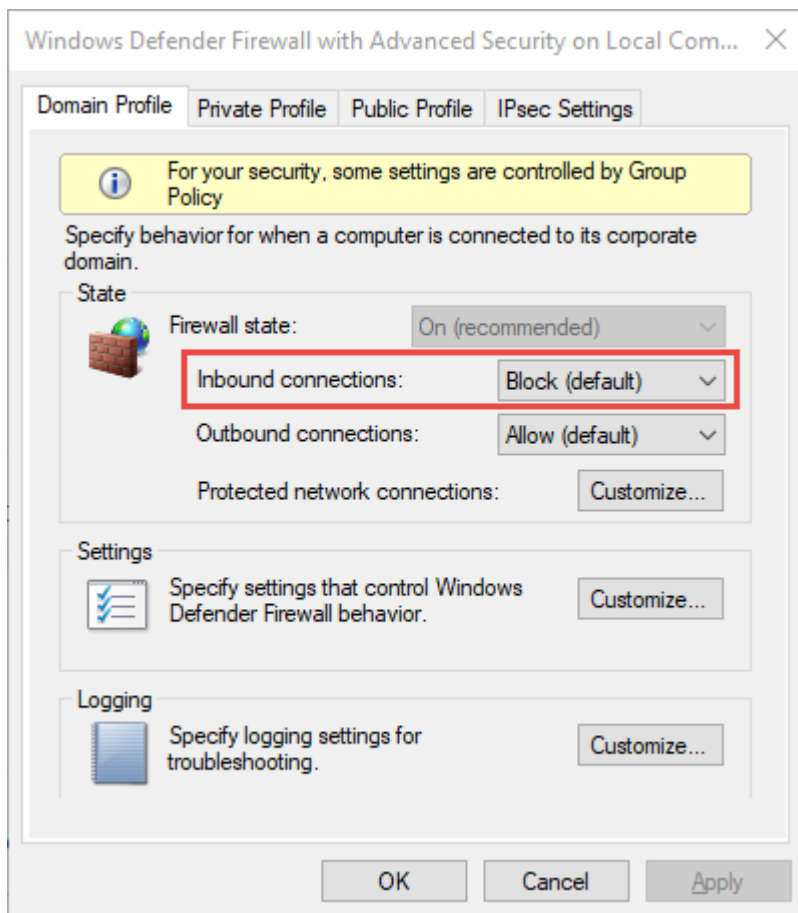 Windows Defender Firewall with Advanced Security on Local Com...
Domain Profile Private Profile Public Profile IPsec Settings
For your security, some settings are controlled by Group
Policy
Specify behavior for when a computer is connected to its corporate
domain.
State
Firewall state: On (recommended)
Inbound connections: Block (default)
Outbound connections: Allow (default)
Protected network connections: Customize...
Settings
Specify settings that control Windows
Defender Firewall behavior.
Customize...
Logging
Specify logging settings for
troubleshooting.
Customize...
OK Cancel Apply